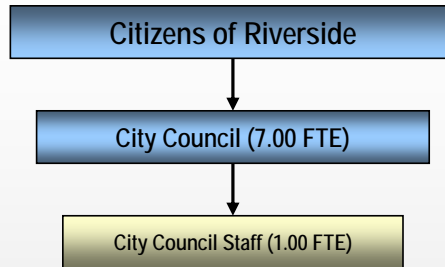 Citizens of Riverside
City Council (7.00 FTE)
City Council Staff (1.00 FTE)